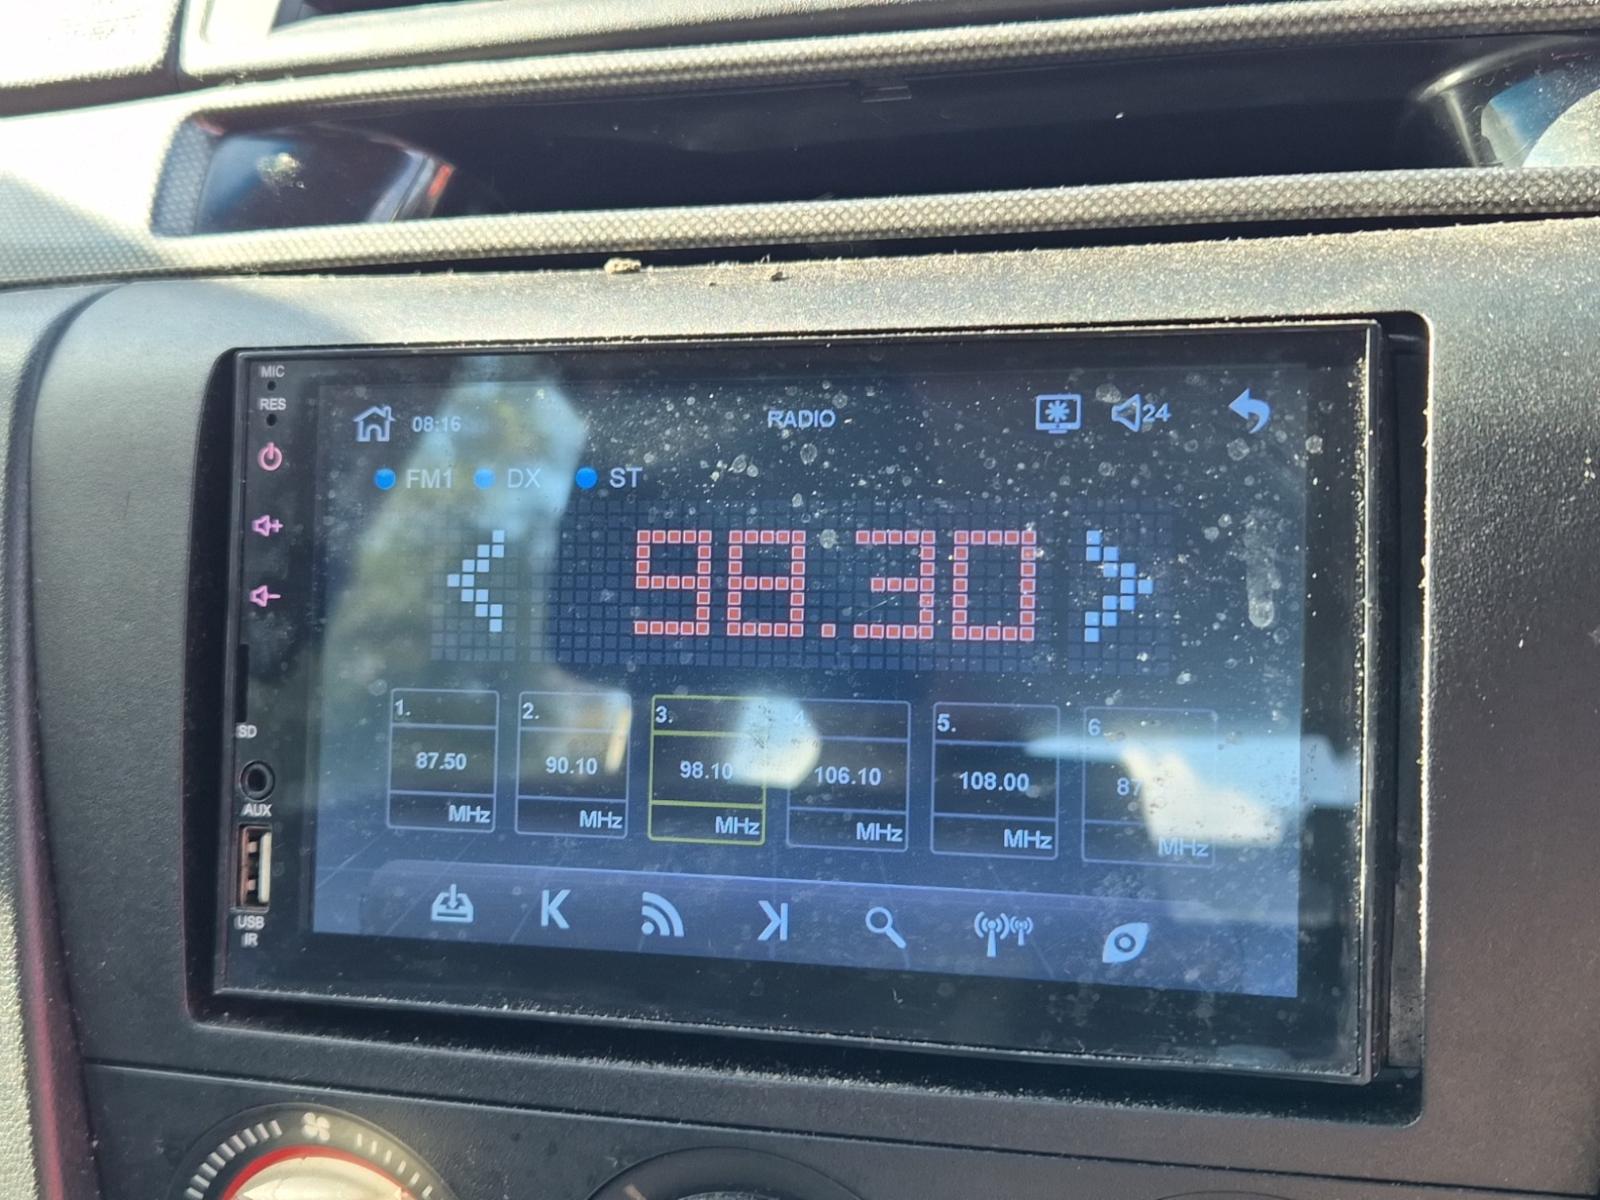 MIC
RES
08:16
RADIO
24
FM1 DX ST
98.30
1.
2.
3.
4.
5.
6.
87.50
90.10
98.10
106.10
108.00
MHz
MHz
MHz
MHz
MHz
MHz
SD
AUX
USB
IR